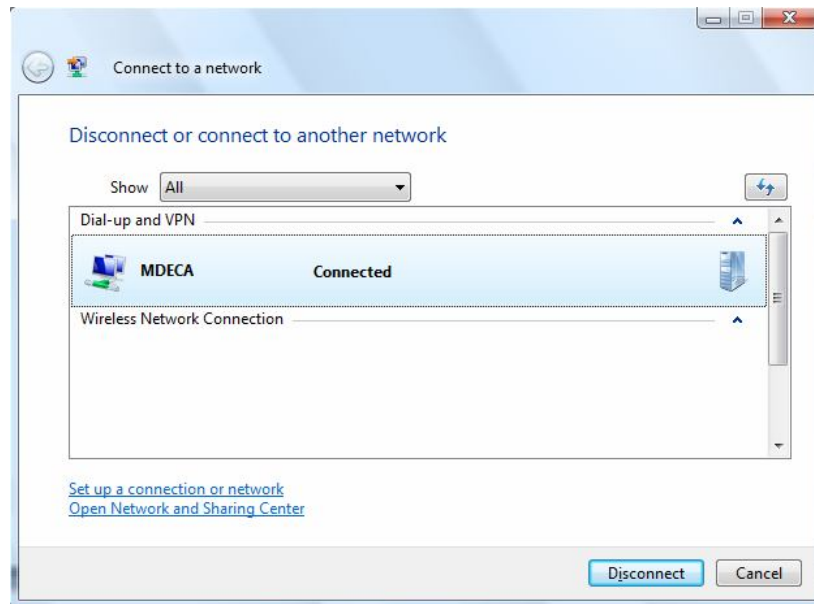 Connect to a network
Disconnect or connect to another network
Show All
Dial-up and VPN
MDECA Connected
Wireless Network Connection
Set up a connection or network
Open Network and Sharing Center
Disconnect Cancel